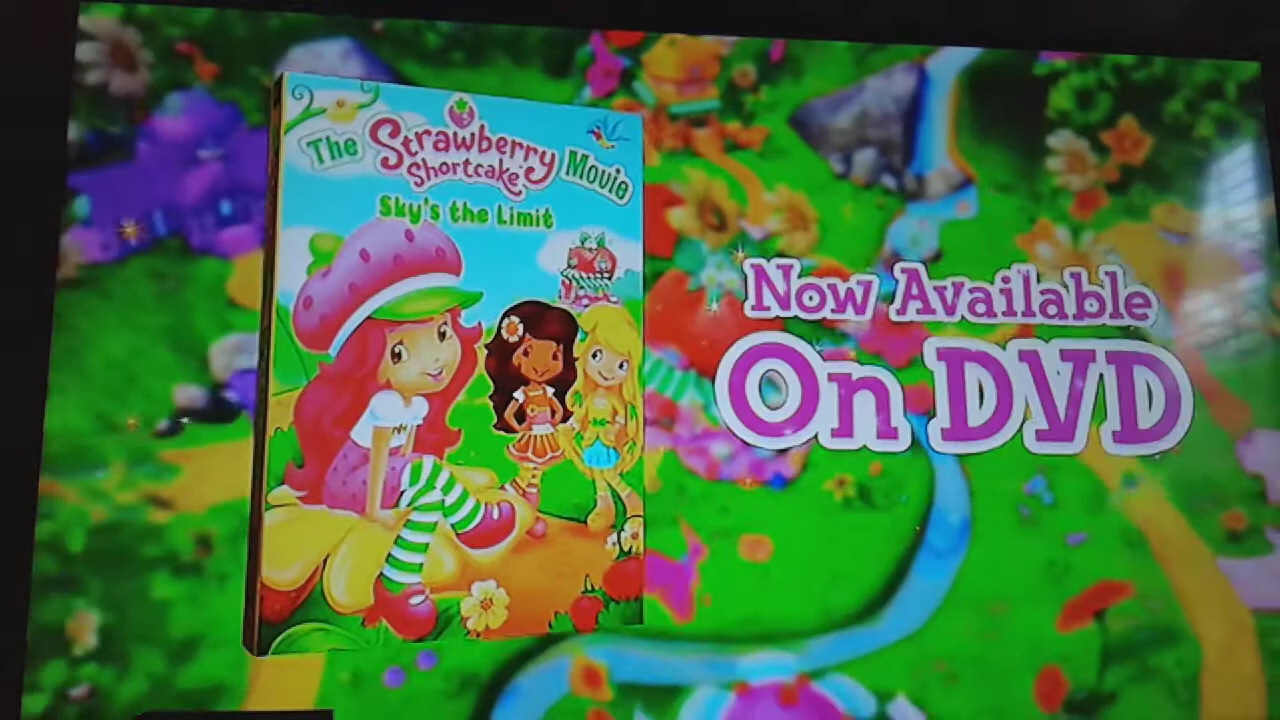 The Strawberry Shortcake Movie
Sky's the Limit
Now Available
On DVD